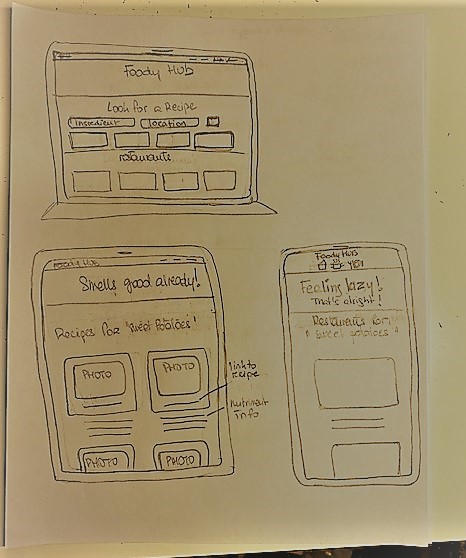 Foody Hub
Look for a Recipe
Ingredient
location
restaurants
Foody Hub
Smells good already!
Recipes for "sweet Potatoes"
PHOTO
PHOTO
link to recipe
Nutriment Info
PHOTO
PHOTO
Foody Hub
Feeling lazy!
That's alright!
Restaurants for
"Sweet potatoes"